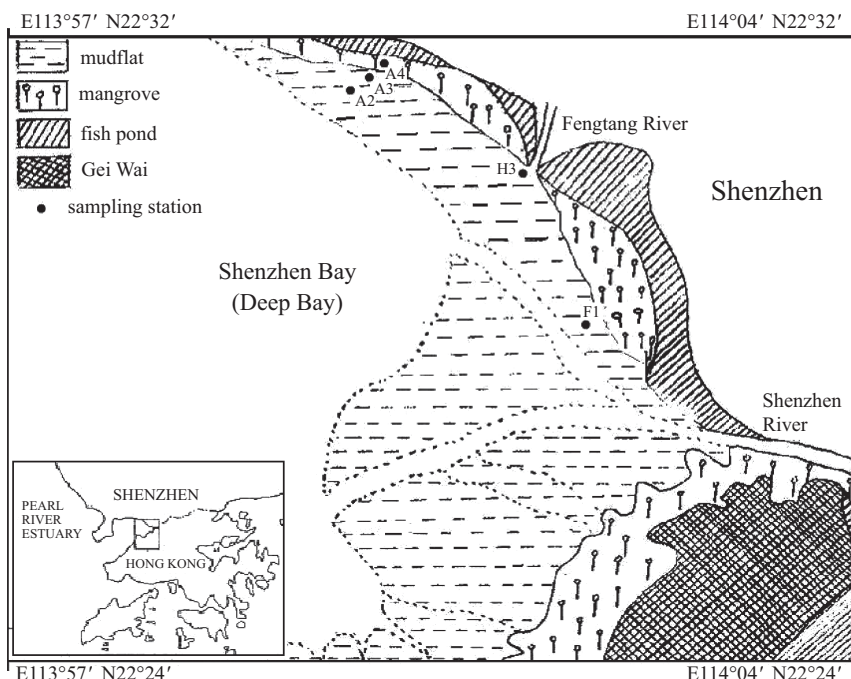 E113°57′ N22°32′
E114°04′ N22°32′
mudflat
mangrove
fish pond
Gei Wai
sampling station
A4
A3
A2
Fengtang River
H3
Shenzhen
Shenzhen Bay
(Deep Bay)
F1
Shenzhen
River
SHENZHEN
PEARL
RIVER
ESTUARY
HONG KONG
E113°57′ N22°24′
E114°04′ N22°24′